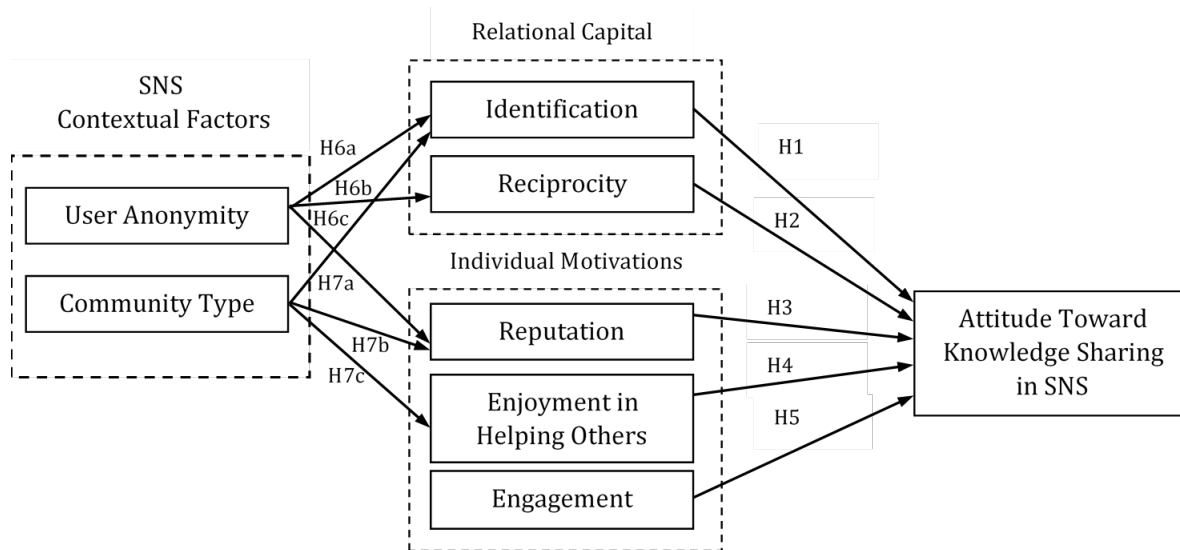 Relational Capital
SNS
Contextual Factors
Identification
H6a
H1
H6b
Reciprocity
User Anonymity
H6c
H2
Individual Motivations
H7a
Community Type
Reputation
H3
H7b
Attitude Toward
Knowledge Sharing
in SNS
H4
H7c
Enjoyment in
Helping Others
H5
Engagement